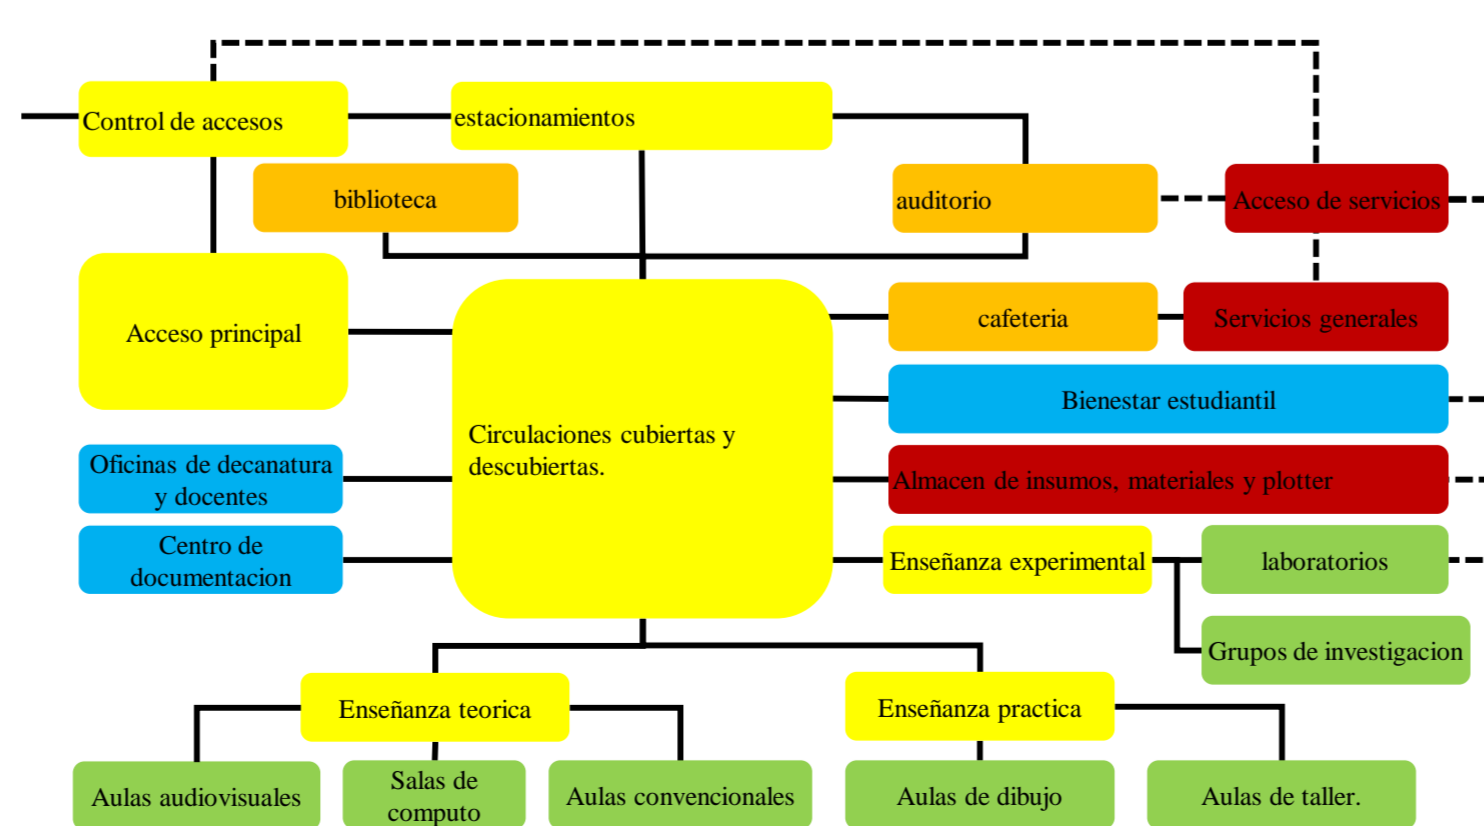 Control de accesos
estacionamientos
biblioteca
auditorio
Acceso de servicios
Acceso principal
cafeteria
Servicios generales
Bienestar estudiantil
Circulaciones cubiertas y
descubiertas.
Oficinas de decanatura
y docentes
Almacen de insumos, materiales y plotter
Centro de
documentacion
Enseñanza experimental
laboratorios
Grupos de investigacion
Enseñanza teorica
Enseñanza practica
Aulas audiovisuales
Salas de
computo
Aulas convencionales
Aulas de dibujo
Aulas de taller.